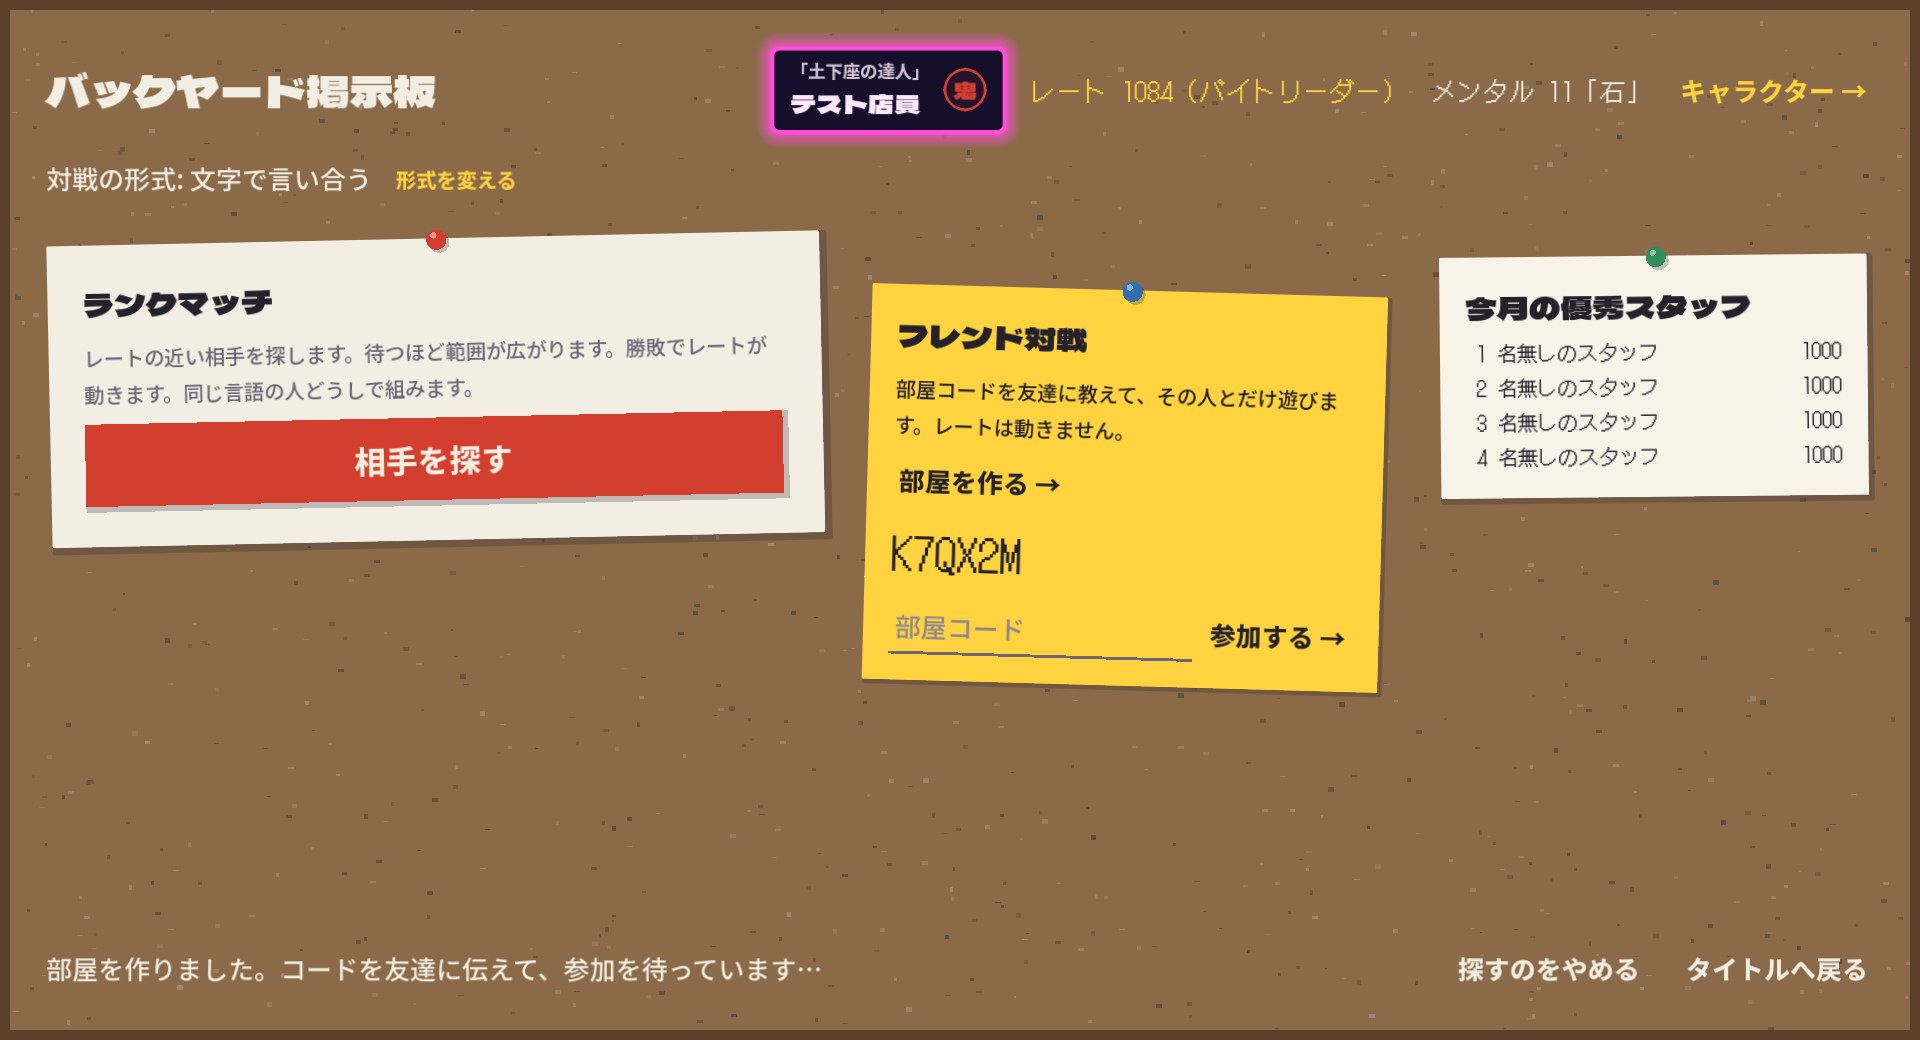 バックヤード掲示板
「土下座の達人」
テスト店員
鬼
レート 1084（バイトリーダー）
メンタル 11「石」
キャラクター →
対戦の形式: 文字で言い合う
形式を変える
ランクマッチ
レートの近い相手を探します。待つほど範囲が広がります。勝敗でレートが
動きます。同じ言語の人どうしで組みます。
相手を探す
フレンド対戦
部屋コードを友達に教えて、その人とだけ遊びま
す。レートは動きません。
部屋を作る →
K7QX2M
部屋コード
参加する →
今月の優秀スタッフ
1 名無しのスタッフ 1000
2 名無しのスタッフ 1000
3 名無しのスタッフ 1000
4 名無しのスタッフ 1000
部屋を作りました。コードを友達に伝えて、参加を待っています…
探すのをやめる
タイトルへ戻る